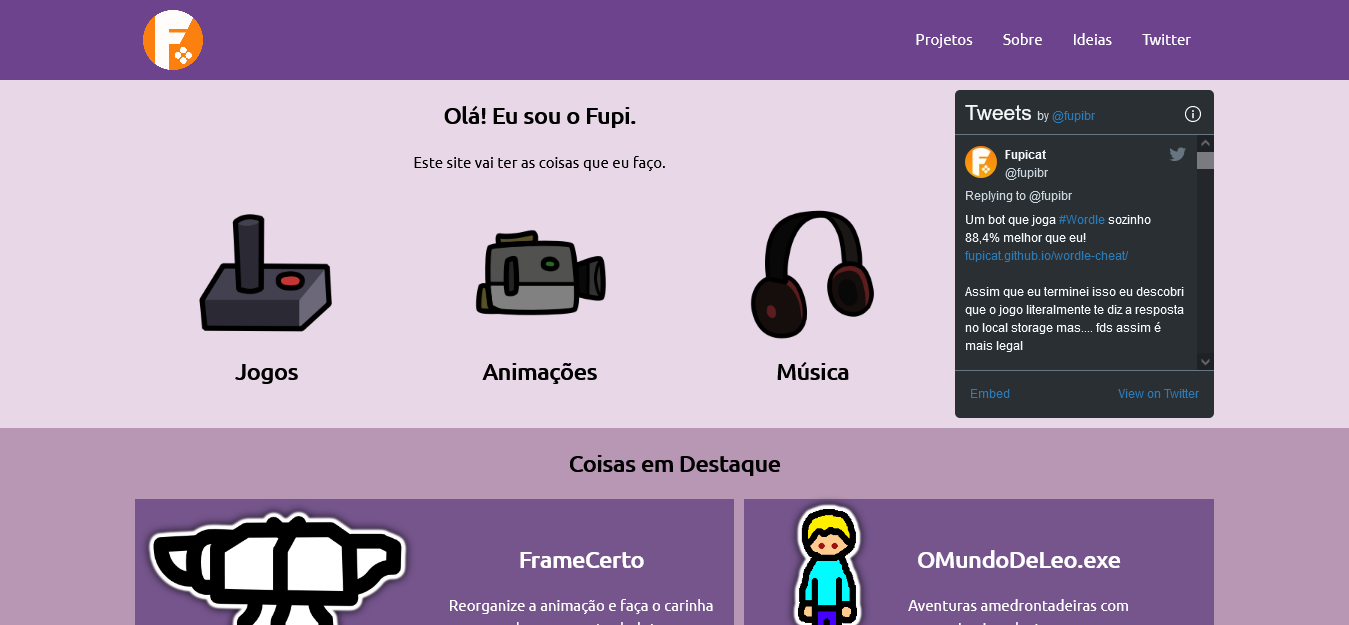 F
Projetos Sobre Ideias Twitter
Olá! Eu sou o Fupi.
Este site vai ter as coisas que eu faço.
Jogos Animações Música
Tweets by @fupibr
Fupicat
@fupibr
Replying to @fupibr
Um bot que joga #Wordle sozinho
88,4% melhor que eu!
fupicat.github.io/wordle-cheat/
Assim que eu terminei isso eu descobri
que o jogo literalmente te diz a resposta
no local storage mas.... fds assim é
mais legal
Embed View on Twitter
Coisas em Destaque
FrameCerto
Reorganize a animação e faça o carinha
OMundoDeLeo.exe
Aventuras amedrontadeiras com